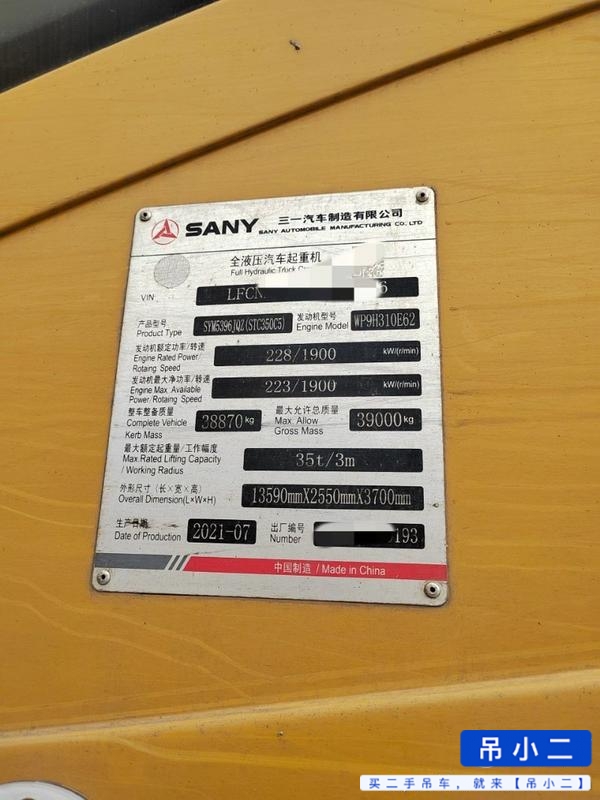 SANY 三一汽车制造有限公司
SANY AUTOMOBILE MANUFACTURING CO., LTD
全液压汽车起重机
Full Hydraulic Truck
VIN LFCN 6
产品型号 Product Type SYM5396JQZ(STC350C5) 发动机型号 Engine Model WP9H310E62
发动机额定功率/转速
Engine Rated Power/ Rotaing Speed 228/1900 kW/(r/min)
发动机最大净功率/转速
Engine Max. Available Power/Rotaing Speed 223/1900 kW/(r/min)
整车整备质量 Complete Vehicle Kerb Mass 38870kg 最大允许总质量 Max. Allow Gross Mass 39000kg
最大额定起重量/工作幅度
Max.Rated Lifting Capacity / Working Radius 35t/3m
外形尺寸 (长×宽×高)
Overall Dimension(L×W×H) 13590mmX2550mmX3700mm
生产日期 Date of Production 2021-07 出厂编号 Number 193
中国制造 / Made in China
吊小二
买二手吊车，就来【吊小二】